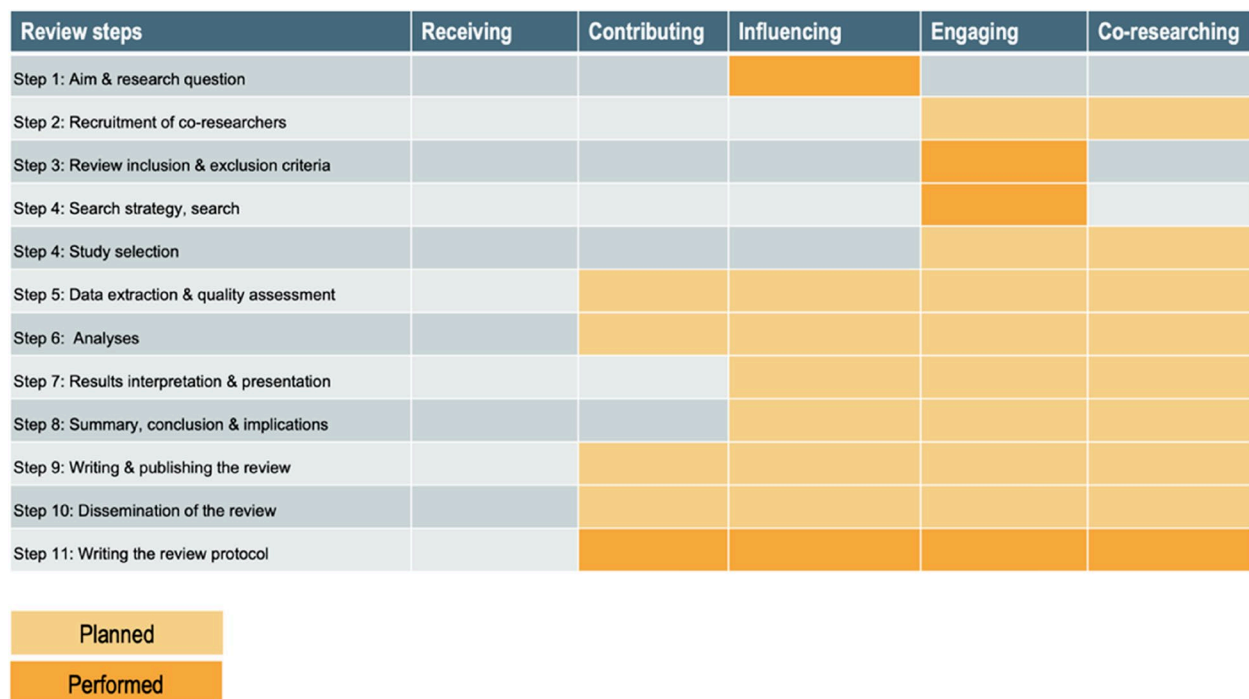 Review steps Receiving Contributing Influencing Engaging Co-researching
Step 1: Aim & research question
Step 2: Recruitment of co-researchers
Step 3: Review inclusion & exclusion criteria
Step 4: Search strategy, search
Step 4: Study selection
Step 5: Data extraction & quality assessment
Step 6: Analyses
Step 7: Results interpretation & presentation
Step 8: Summary, conclusion & implications
Step 9: Writing & publishing the review
Step 10: Dissemination of the review
Step 11: Writing the review protocol
Planned
Performed